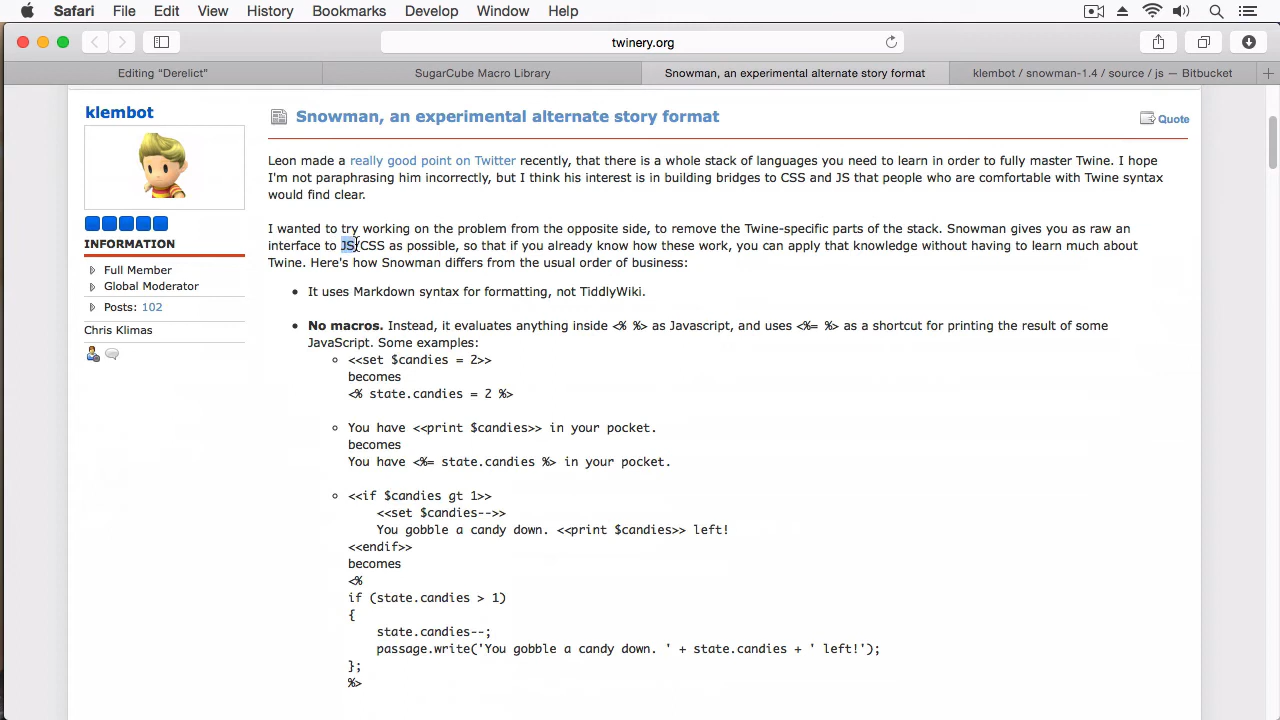 Safari File Edit View History Bookmarks Develop Window Help
twinery.org
Editing "Derelict" SugarCube Macro Library Snowman, an experimental alternate story format klembot / snowman-1.4 / source / js — Bitbucket
klembot
Snowman, an experimental alternate story format
Quote
INFORMATION
Full Member
Global Moderator
Posts: 102
Chris Klimas
Leon made a really good point on Twitter recently, that there is a whole stack of languages you need to learn in order to fully master Twine. I hope
I'm not paraphrasing him incorrectly, but I think his interest is in building bridges to CSS and JS that people who are comfortable with Twine syntax
would find clear.
I wanted to try working on the problem from the opposite side, to remove the Twine-specific parts of the stack. Snowman gives you as raw an
interface to JS/CSS as possible, so that if you already know how these work, you can apply that knowledge without having to learn much about
Twine. Here's how Snowman differs from the usual order of business:
• It uses Markdown syntax for formatting, not TiddlyWiki.
• No macros. Instead, it evaluates anything inside <% %> as Javascript, and uses <%= %> as a shortcut for printing the result of some
JavaScript. Some examples:
<<set $candies = 2>>
becomes
<% state.candies = 2 %>
You have <<print $candies>> in your pocket.
becomes
You have <%= state.candies %> in your pocket.
<<if $candies gt 1>>
<<set $candies-->>
You gobble a candy down. <<print $candies>> left!
<<endif>>
becomes
<%
if (state.candies > 1)
{
state.candies--;
passage.write('You gobble a candy down. ' + state.candies + ' left!');
};
%>